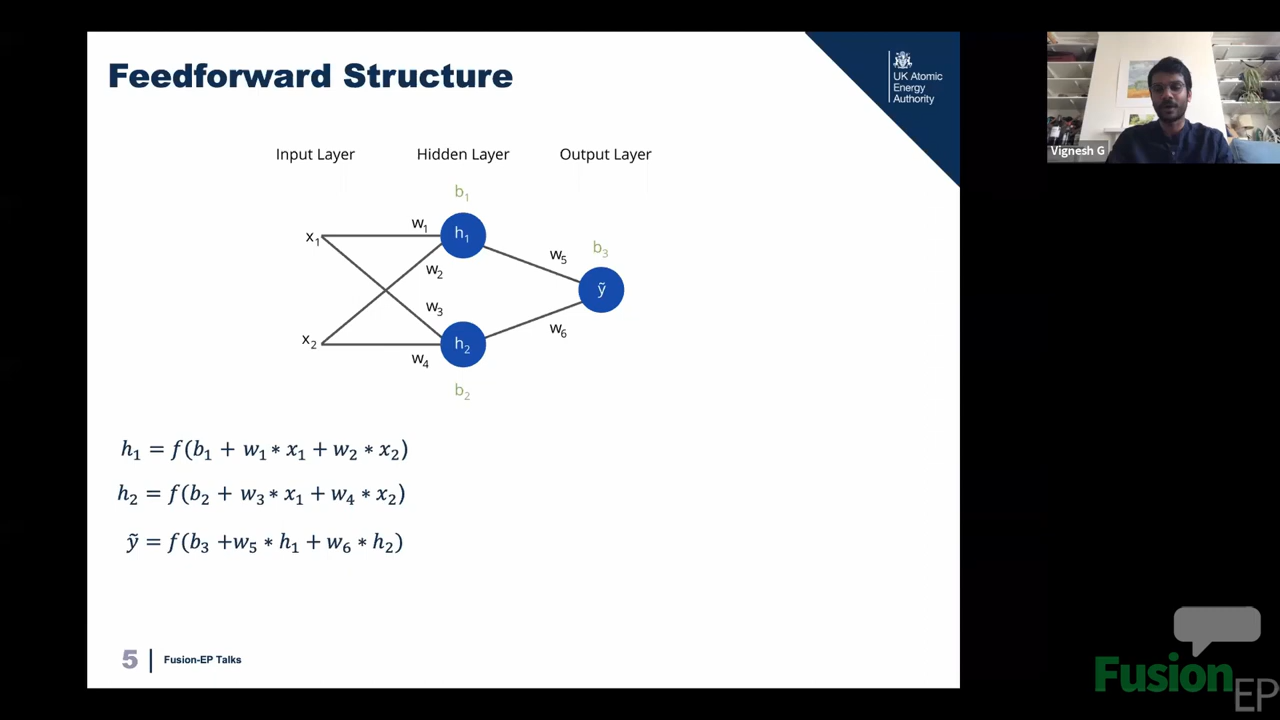 Feedforward Structure
UK Atomic
Energy
Authority
Vignesh G
Input Layer Hidden Layer Output Layer
b₁
x₁ w₁ h₁
w₂ w₅ b₃
ỹ
w₃ w₆
x₂ w₄ h₂
b₂
h₁ = f(b₁ + w₁ * x₁ + w₂ * x₂)
h₂ = f(b₂ + w₃ * x₁ + w₄ * x₂)
ỹ = f(b₃ +w₅ * h₁ + w₆ * h₂)
5 Fusion-EP Talks
Fusion
EP